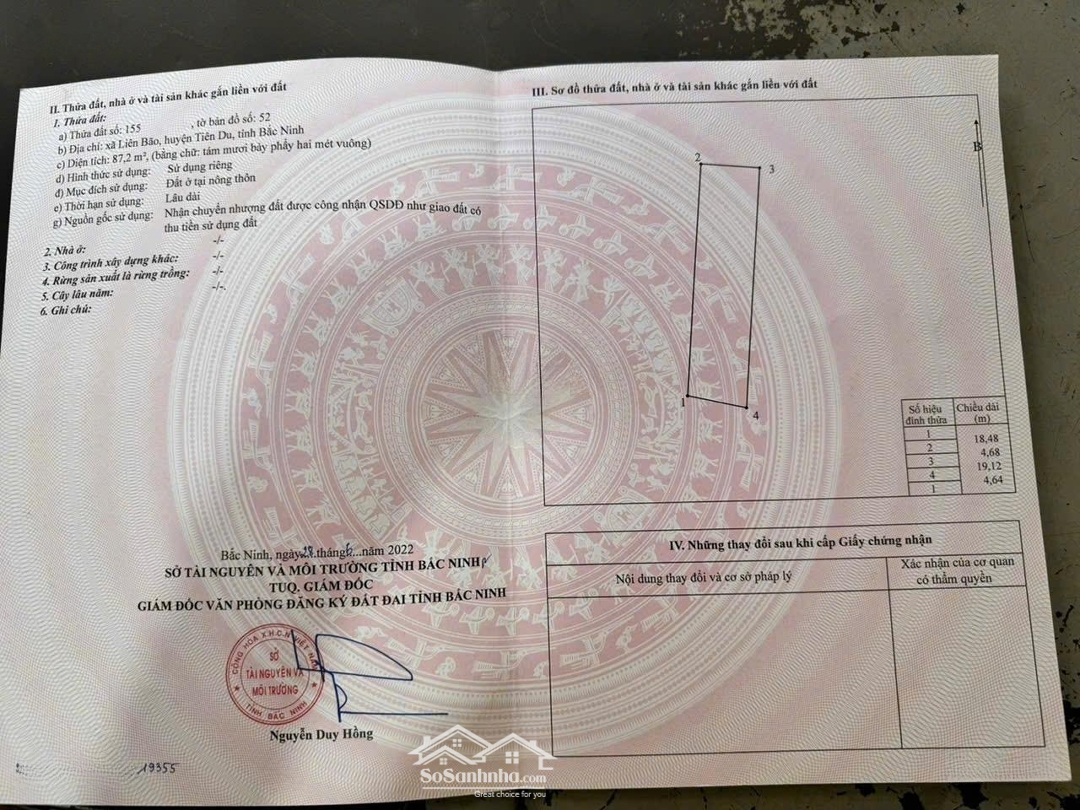 II. Thửa đất, nhà ở và tài sản khác gắn liền với đất
1. Thửa đất:
a) Thửa đất số: 155 , tờ bản đồ số: 52
b) Địa chỉ: xã Liên Bão, huyện Tiên Du, tỉnh Bắc Ninh
c) Diện tích: 87,2 m², (bằng chữ: tám mươi bảy phẩy hai mét vuông)
d) Hình thức sử dụng: Sử dụng riêng
đ) Mục đích sử dụng: Đất ở tại nông thôn
e) Thời hạn sử dụng: Lâu dài
g) Nguồn gốc sử dụng: Nhận chuyển nhượng đất được công nhận QSDĐ như giao đất có
thu tiền sử dụng đất
2. Nhà ở: -/-
3. Công trình xây dựng khác: -/-
4. Rừng sản xuất là rừng trồng: -/-
5. Cây lâu năm: -/-.
6. Ghi chú:
Bắc Ninh, ngày 28 tháng 6 năm 2022
SỞ TÀI NGUYÊN VÀ MÔI TRƯỜNG TỈNH BẮC NINH
TUQ. GIÁM ĐỐC
GIÁM ĐỐC VĂN PHÒNG ĐĂNG KÝ ĐẤT ĐAI TỈNH BẮC NINH
CỘNG HÒA X.H.C.N VIỆT NAM
SỞ
TÀI NGUYÊN VÀ
MÔI TRƯỜNG
TỈNH BẮC NINH
Nguyễn Duy Hồng
19355
III. Sơ đồ thửa đất, nhà ở và tài sản khác gắn liền với đất
B
2
3
1
4
Số hiệu đỉnh thửa Chiều dài (m)
1
18,48
2
4,68
3
19,12
4
4,64
1
IV. Những thay đổi sau khi cấp Giấy chứng nhận
Nội dung thay đổi và cơ sở pháp lý
Xác nhận của cơ quan
có thẩm quyền
SoSanhnha.com
Great choice for you